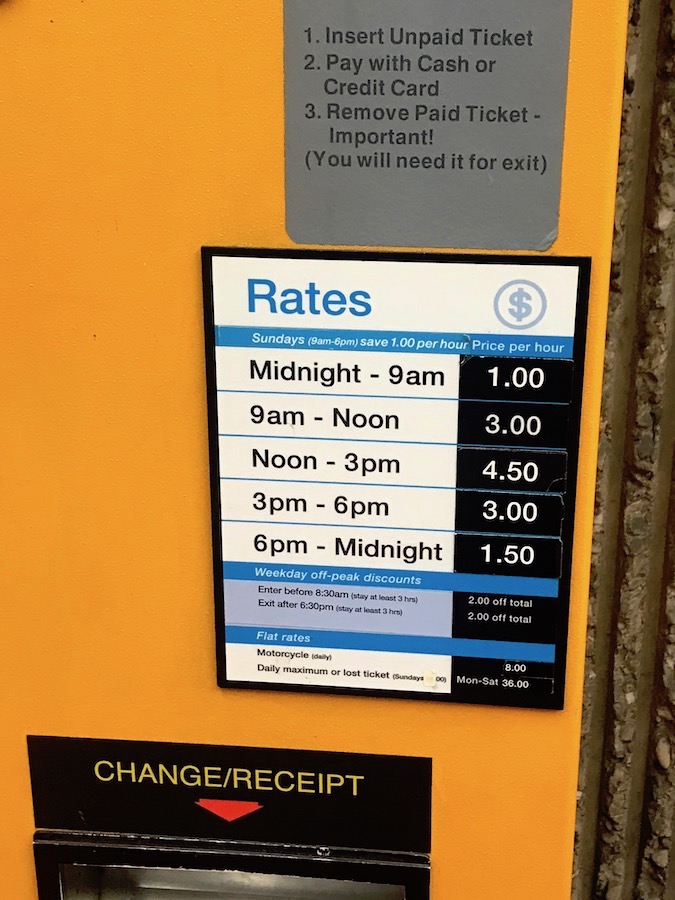 1. Insert Unpaid Ticket
2. Pay with Cash or
Credit Card
3. Remove Paid Ticket -
Important!
(You will need it for exit)
Rates $
Sundays (9am-6pm) save 1.00 per hour Price per hour
Midnight - 9am 1.00
9am - Noon 3.00
Noon - 3pm 4.50
3pm - 6pm 3.00
6pm - Midnight 1.50
Weekday off-peak discounts
Enter before 8:30am (stay at least 3 hrs) 2.00 off total
Exit after 6:30pm (stay at least 3 hrs) 2.00 off total
Flat rates
Motorcycle (daily) 8.00
Daily maximum or lost ticket (Sundays 00) Mon-Sat 36.00
CHANGE/RECEIPT